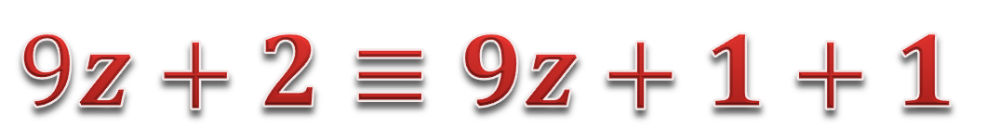 9z + 2 ≡ 9z + 1 + 1